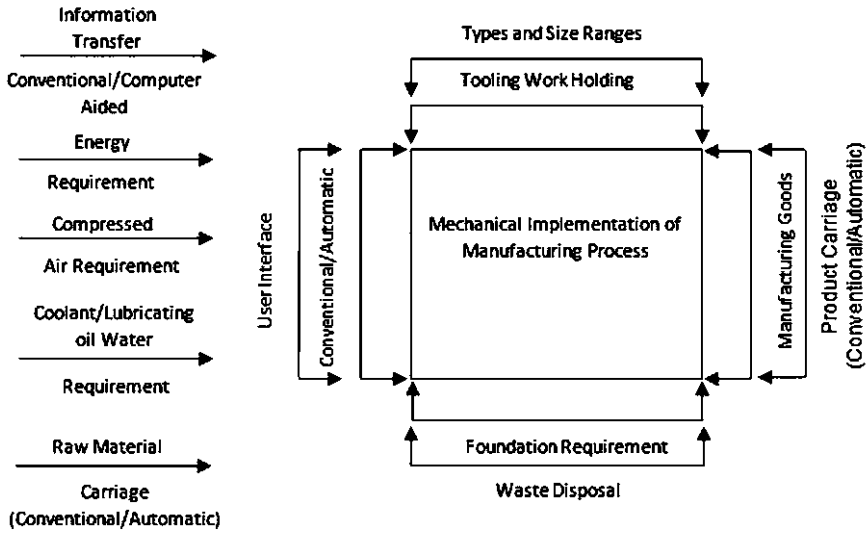 Information
Transfer
Conventional/Computer
Aided
Energy
Requirement
Compressed
Air Requirement
Coolant/Lubricating
oil Water
Requirement
Raw Material
Carriage
(Conventional/Automatic)
Types and Size Ranges
Tooling Work Holding
User Interface
Conventional/Automatic
Mechanical Implementation of
Manufacturing Process
Manufacturing Goods
Product Carriage
(Conventional/Automatic)
Foundation Requirement
Waste Disposal